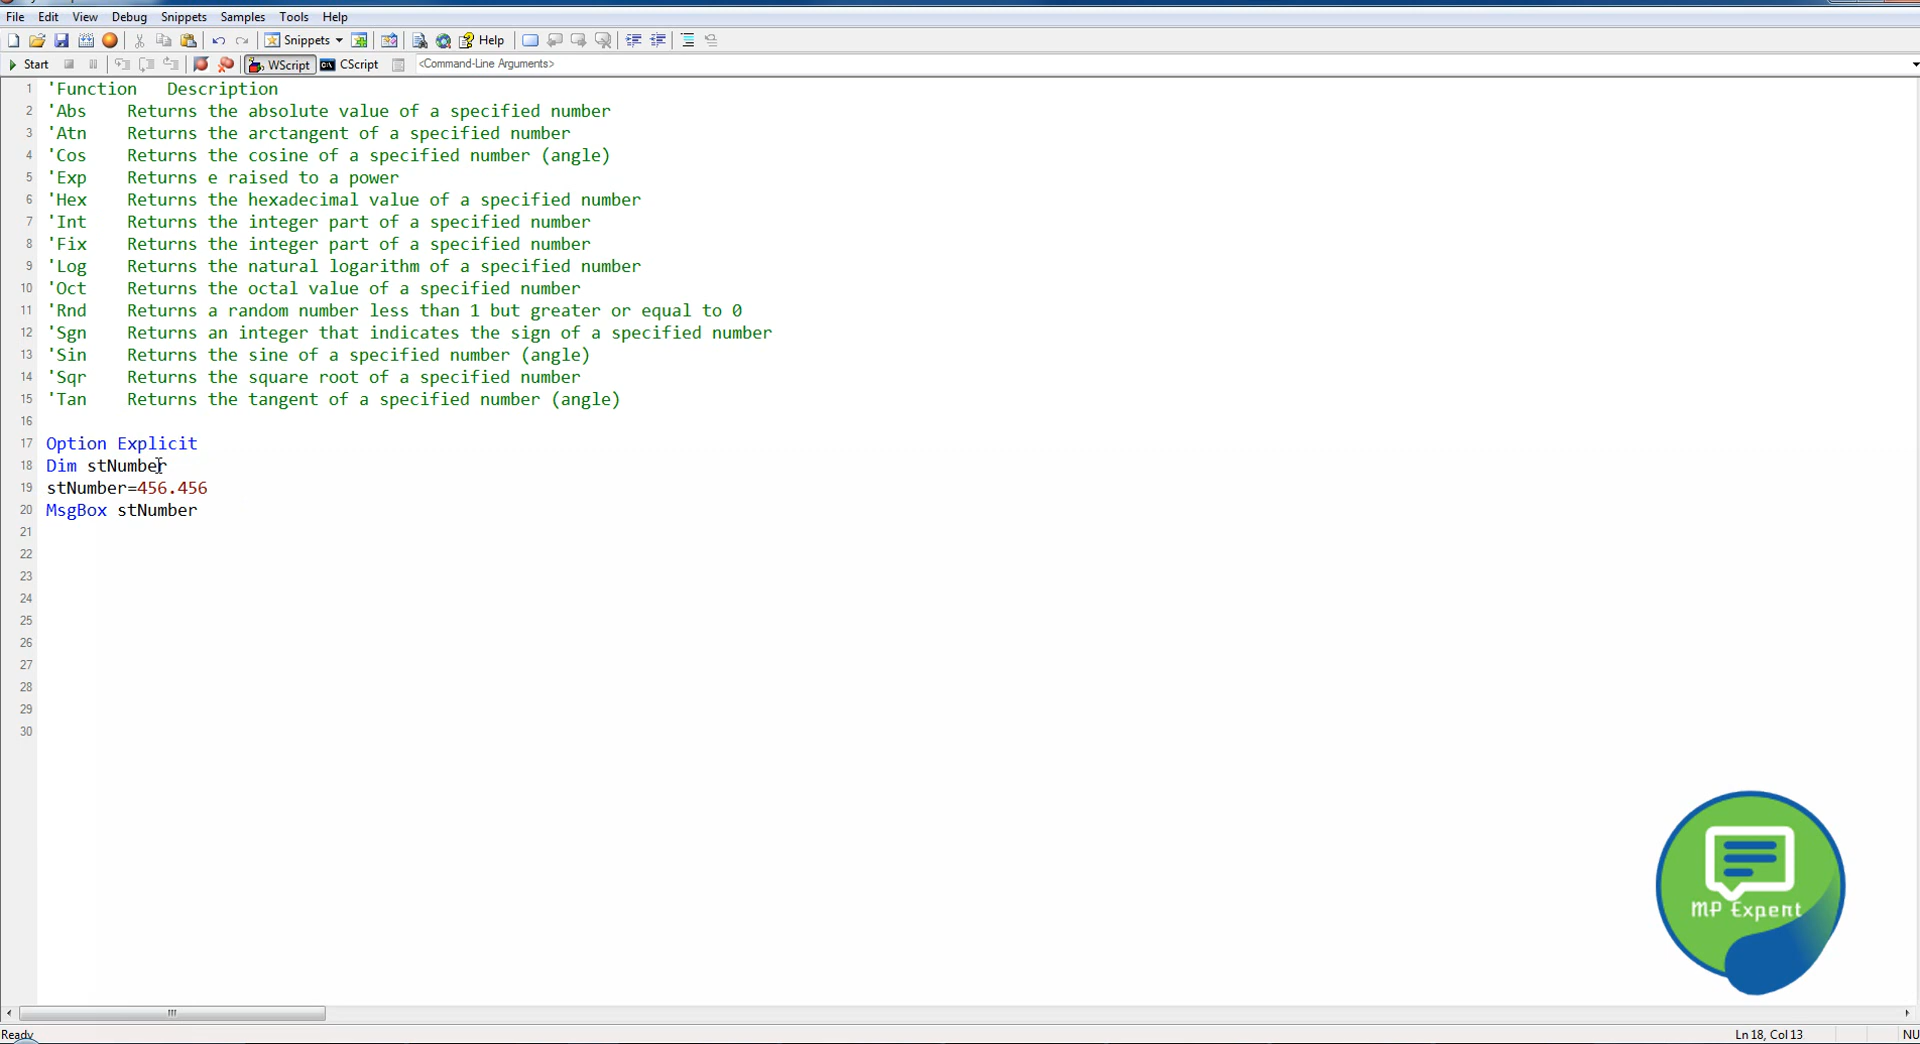 File Edit View Debug Snippets Samples Tools Help
Snippets Help
Start WScript CScript <Command-Line Arguments>
1 'Function Description
2 'Abs Returns the absolute value of a specified number
3 'Atn Returns the arctangent of a specified number
4 'Cos Returns the cosine of a specified number (angle)
5 'Exp Returns e raised to a power
6 'Hex Returns the hexadecimal value of a specified number
7 'Int Returns the integer part of a specified number
8 'Fix Returns the integer part of a specified number
9 'Log Returns the natural logarithm of a specified number
10 'Oct Returns the octal value of a specified number
11 'Rnd Returns a random number less than 1 but greater or equal to 0
12 'Sgn Returns an integer that indicates the sign of a specified number
13 'Sin Returns the sine of a specified number (angle)
14 'Sqr Returns the square root of a specified number
15 'Tan Returns the tangent of a specified number (angle)
16
17 Option Explicit
18 Dim stNumber
19 stNumber=456.456
20 MsgBox stNumber
21
22
23
24
25
26
27
28
29
30
MP Expert
Ready Ln 18, Col 13 NU